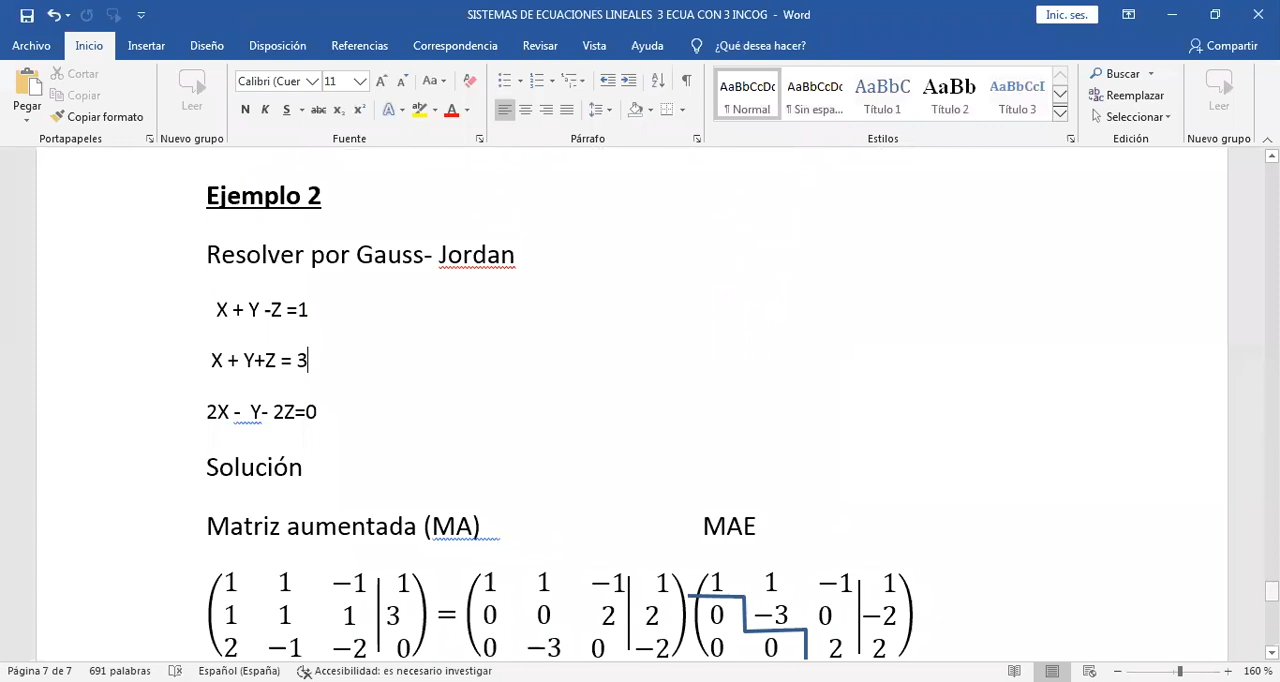 SISTEMAS DE ECUACIONES LINEALES 3 ECUA CON 3 INCOG - Word
Inic. ses.
Archivo Inicio Insertar Diseño Disposición Referencias Correspondencia Revisar Vista Ayuda ¿Qué desea hacer? Compartir
Pegar Cortar Copiar Copiar formato
Leer
Calibri (Cuer 11
N K S abc x₂ x²
AaBbCcDc AaBbCcDc AaBbC AaBb AaBbCcI
¶ Normal ¶ Sin espa... Título 1 Título 2 Título 3
Buscar
Reemplazar
Seleccionar
Leer
Portapapeles Nuevo grupo Fuente Párrafo Estilos Edición Nuevo grupo
Ejemplo 2
Resolver por Gauss- Jordan
X + Y -Z =1
X + Y+Z = 3
2X - Y- 2Z=0
Solución
Matriz aumentada (MA) MAE
(1 1 −1 | 1) (1 1 −1 | 1) (1 1 −1 | 1)
(1 1 1 | 3) = (0 0 2 | 2) (0 −3 0 | −2)
(2 −1 −2 | 0) (0 −3 0 | −2) (0 0 2 | 2)
Página 7 de 7 691 palabras Español (España) Accesibilidad: es necesario investigar 160 %